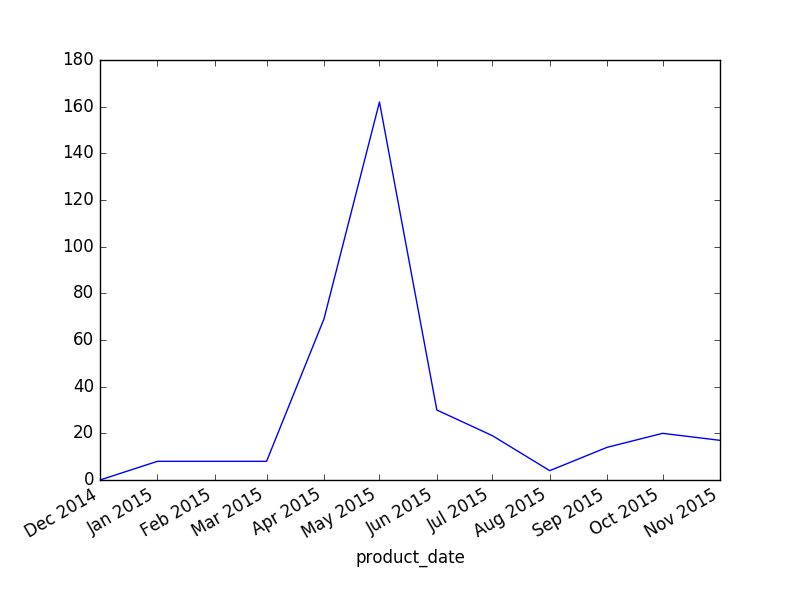 180
160
140
120
100
80
60
40
20
0
Dec 2014
Jan 2015
Feb 2015
Mar 2015
Apr 2015
May 2015
Jun 2015
Jul 2015
Aug 2015
Sep 2015
Oct 2015
Nov 2015
product_date